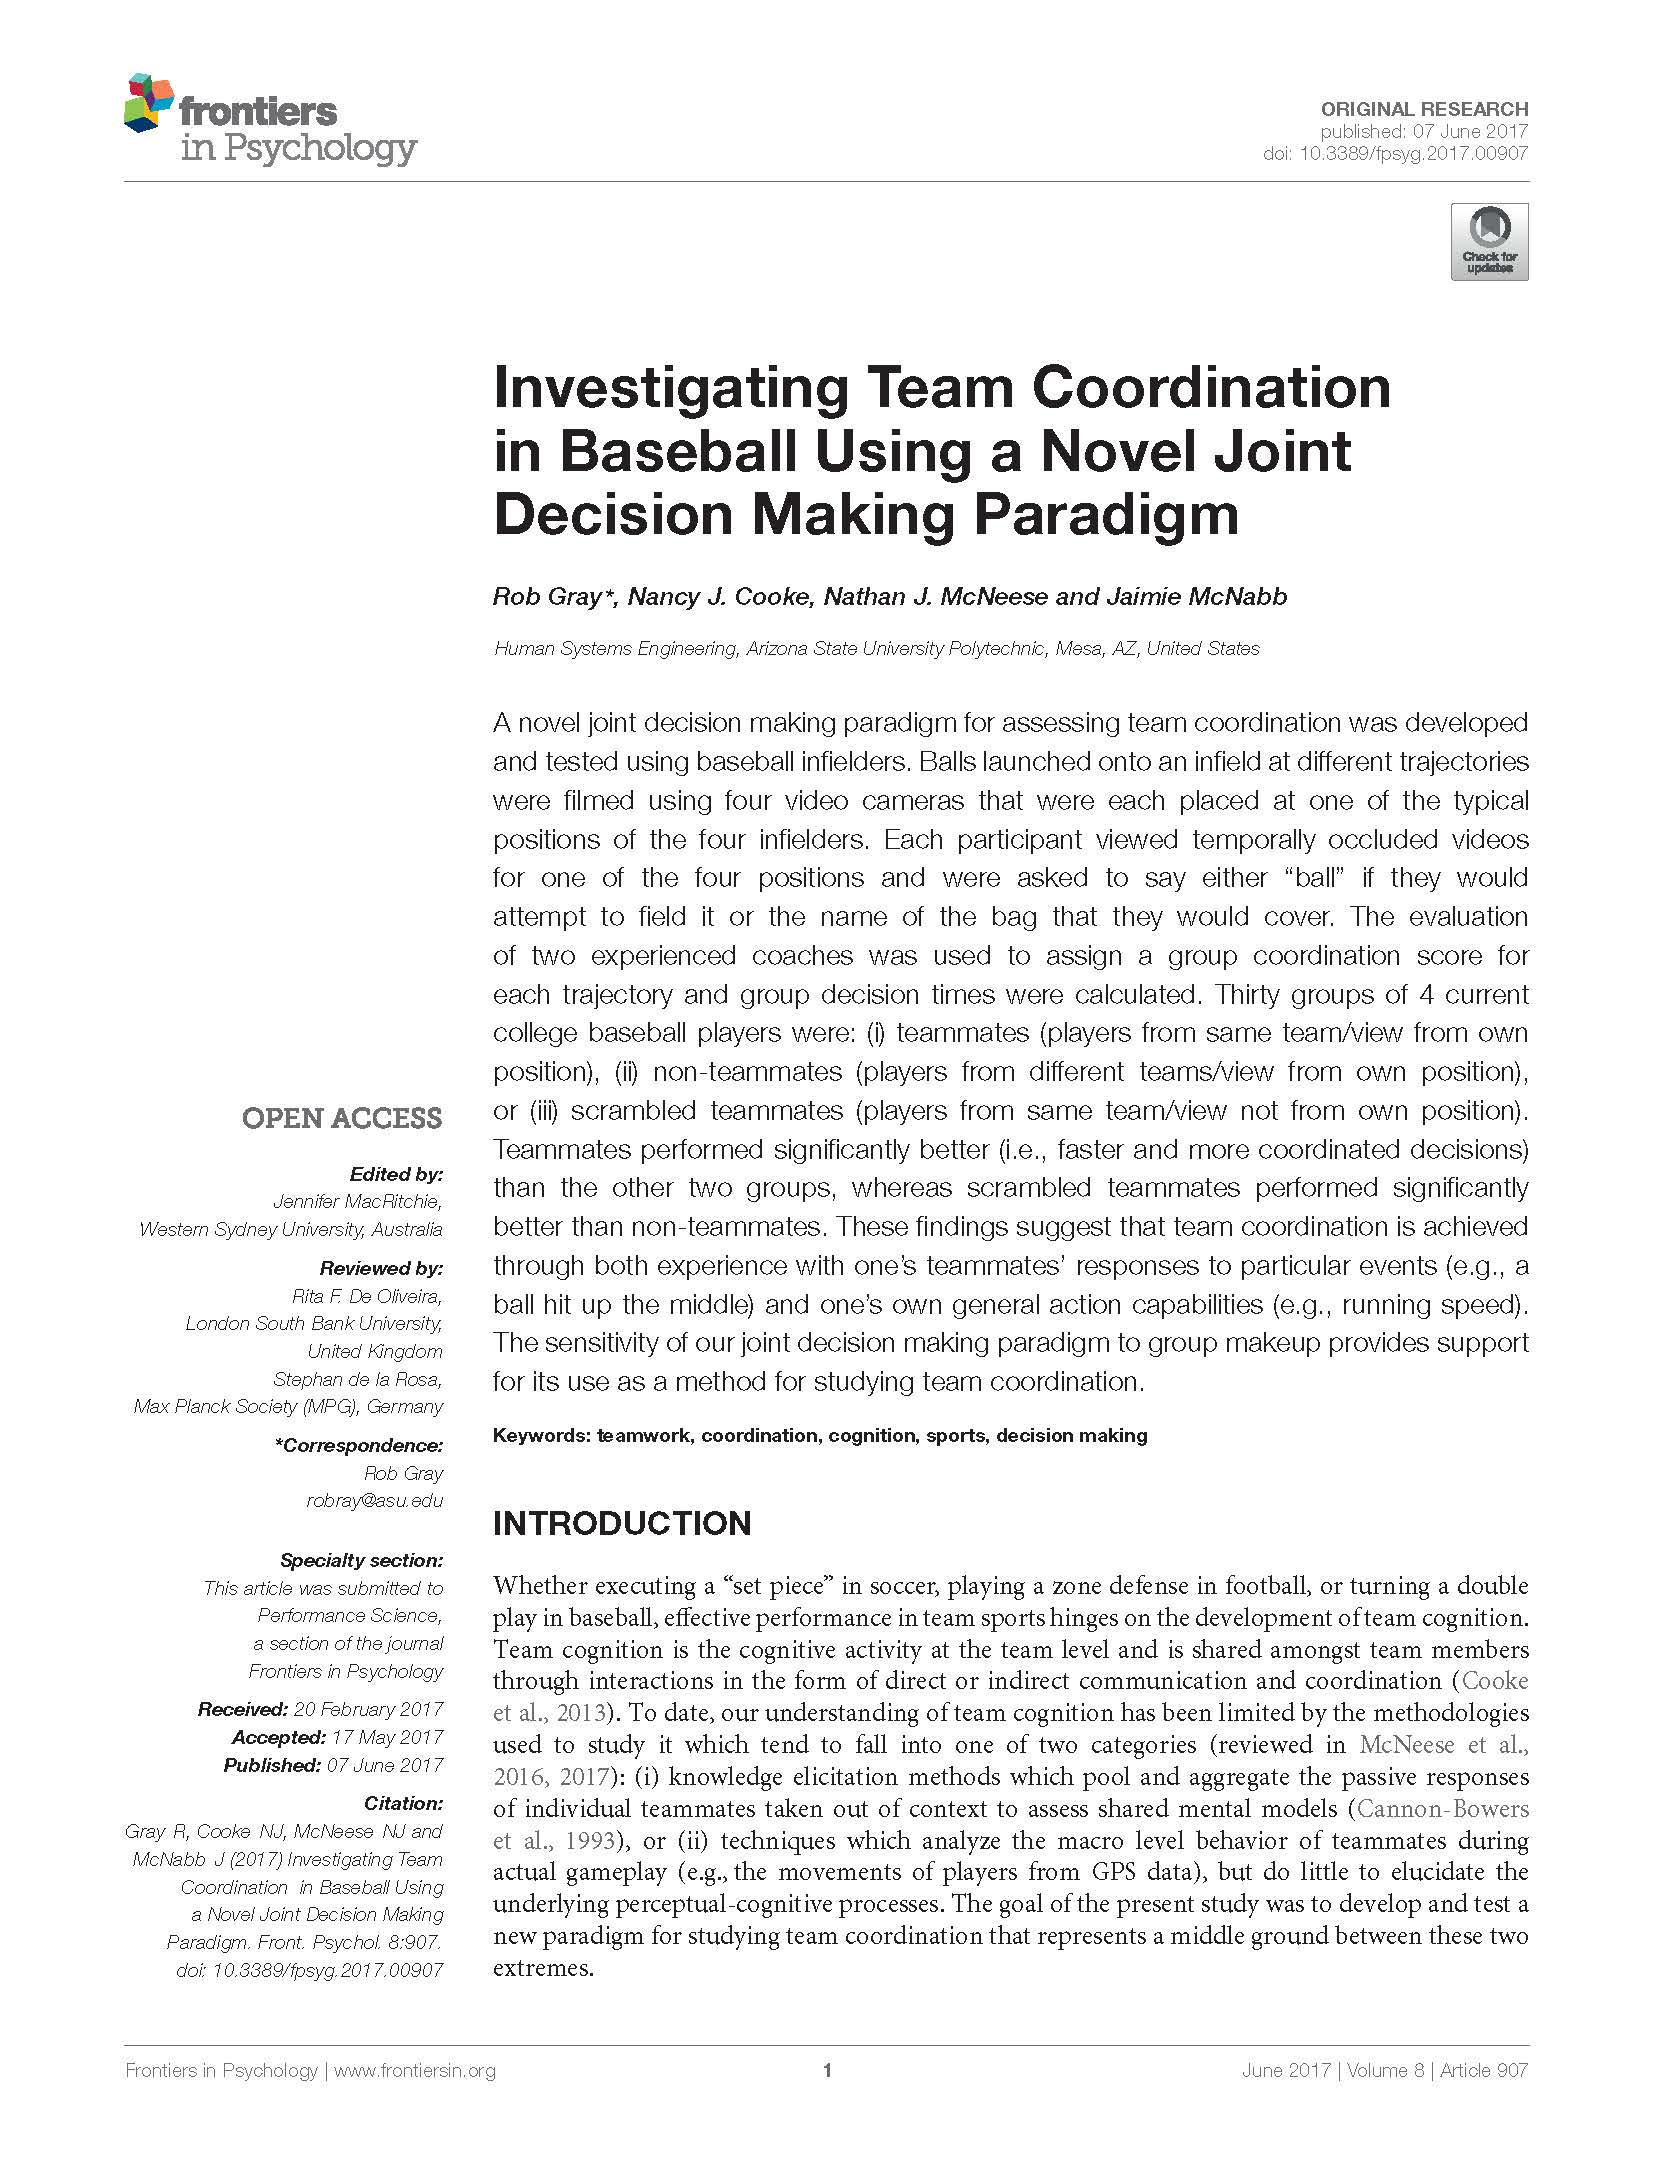 frontiers
in Psychology
ORIGINAL RESEARCH
published: 07 June 2017
doi: 10.3389/fpsyg.2017.00907
Check for
updates
Investigating Team Coordination
in Baseball Using a Novel Joint
Decision Making Paradigm
Rob Gray*, Nancy J. Cooke, Nathan J. McNeese and Jaimie McNabb
Human Systems Engineering, Arizona State University Polytechnic, Mesa, AZ, United States
A novel joint decision making paradigm for assessing team coordination was developed
and tested using baseball infielders. Balls launched onto an infield at different trajectories
were filmed using four video cameras that were each placed at one of the typical
positions of the four infielders. Each participant viewed temporally occluded videos
for one of the four positions and were asked to say either “ball” if they would
attempt to field it or the name of the bag that they would cover. The evaluation
of two experienced coaches was used to assign a group coordination score for
each trajectory and group decision times were calculated. Thirty groups of 4 current
college baseball players were: (i) teammates (players from same team/view from own
position), (ii) non-teammates (players from different teams/view from own position),
or (iii) scrambled teammates (players from same team/view not from own position).
Teammates performed significantly better (i.e., faster and more coordinated decisions)
than the other two groups, whereas scrambled teammates performed significantly
better than non-teammates. These findings suggest that team coordination is achieved
through both experience with one’s teammates’ responses to particular events (e.g., a
ball hit up the middle) and one’s own general action capabilities (e.g., running speed).
The sensitivity of our joint decision making paradigm to group makeup provides support
for its use as a method for studying team coordination.
Keywords: teamwork, coordination, cognition, sports, decision making
OPEN ACCESS
Edited by:
Jennifer MacRitchie,
Western Sydney University, Australia
Reviewed by:
Rita F. De Oliveira,
London South Bank University,
United Kingdom
Stephan de la Rosa,
Max Planck Society (MPG), Germany
*Correspondence:
Rob Gray
robray@asu.edu
Specialty section:
This article was submitted to
Performance Science,
a section of the journal
Frontiers in Psychology
Received: 20 February 2017
Accepted: 17 May 2017
Published: 07 June 2017
Citation:
Gray R, Cooke NJ, McNeese NJ and
McNabb J (2017) Investigating Team
Coordination in Baseball Using
a Novel Joint Decision Making
Paradigm. Front. Psychol. 8:907.
doi: 10.3389/fpsyg.2017.00907
INTRODUCTION
Whether executing a “set piece” in soccer, playing a zone defense in football, or turning a double
play in baseball, effective performance in team sports hinges on the development of team cognition.
Team cognition is the cognitive activity at the team level and is shared amongst team members
through interactions in the form of direct or indirect communication and coordination (Cooke
et al., 2013). To date, our understanding of team cognition has been limited by the methodologies
used to study it which tend to fall into one of two categories (reviewed in McNeese et al.,
2016, 2017): (i) knowledge elicitation methods which pool and aggregate the passive responses
of individual teammates taken out of context to assess shared mental models (Cannon-Bowers
et al., 1993), or (ii) techniques which analyze the macro level behavior of teammates during
actual gameplay (e.g., the movements of players from GPS data), but do little to elucidate the
underlying perceptual-cognitive processes. The goal of the present study was to develop and test a
new paradigm for studying team coordination that represents a middle ground between these two
extremes.
Frontiers in Psychology | www.frontiersin.org
1
June 2017 | Volume 8 | Article 907